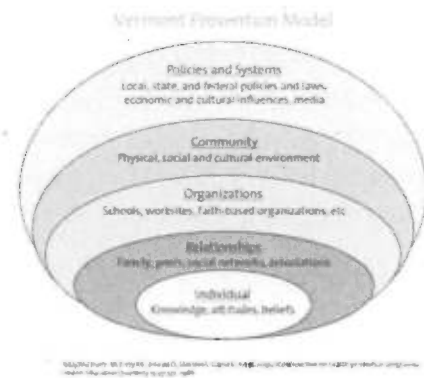 Vermont Prevention Model
Policies and Systems
Local, state, and federal policies and laws,
economic and cultural influences, media
Community
Physical, social and cultural environment
Organizations
Schools, worksites, faith-based organizations, etc
Relationships
Family, peers, social networks, associations
Individual
Knowledge, attitudes, beliefs